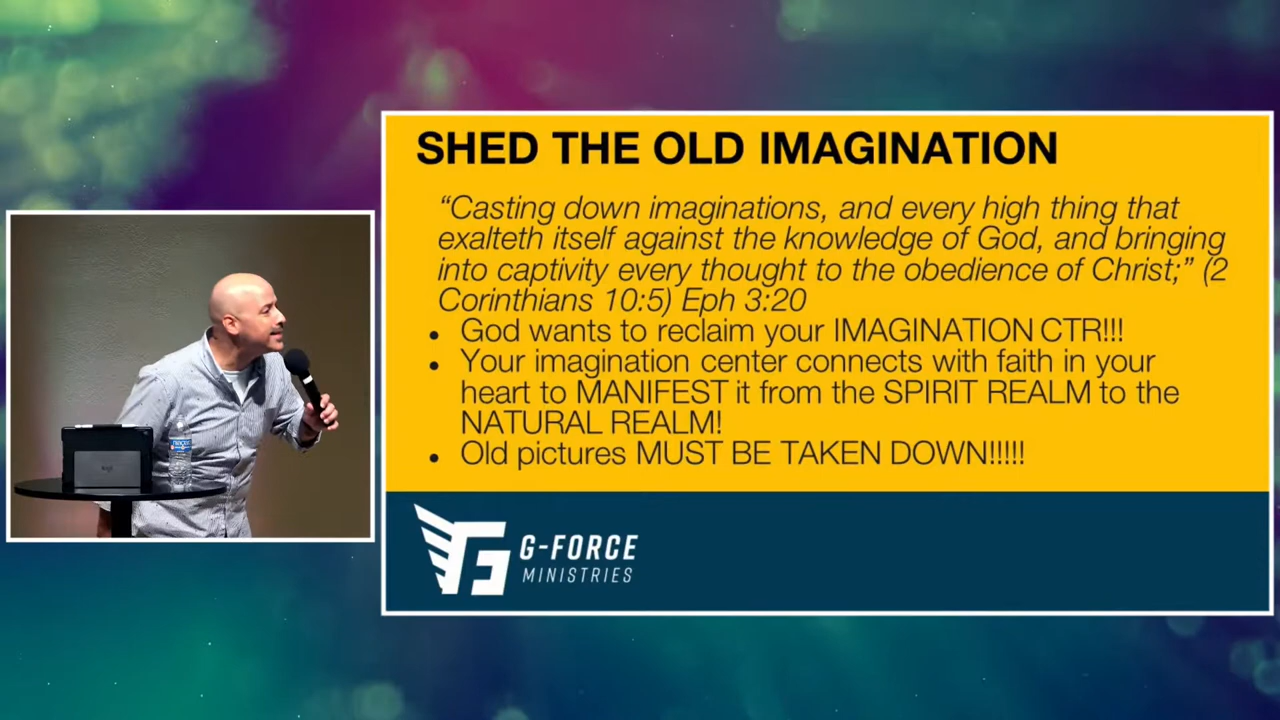 SHED THE OLD IMAGINATION
“Casting down imaginations, and every high thing that
exalteth itself against the knowledge of God, and bringing
into captivity every thought to the obedience of Christ;” (2
Corinthians 10:5) Eph 3:20
• God wants to reclaim your IMAGINATION CTR!!!
• Your imagination center connects with faith in your
heart to MANIFEST it from the SPIRIT REALM to the
NATURAL REALM!
• Old pictures MUST BE TAKEN DOWN!!!!!
G-FORCE
MINISTRIES